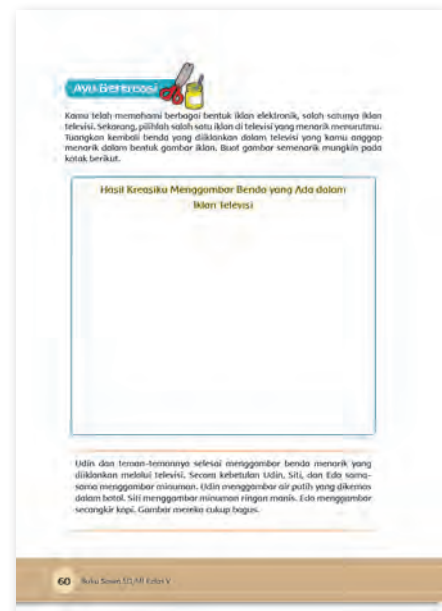 Ayo Berkreasi
Kamu telah memahami berbagai bentuk iklan elektronik, salah satunya iklan
televisi. Sekarang, pilihlah salah satu iklan di televisi yang menarik menurutmu.
Tuangkan kembali benda yang diiklankan dalam televisi yang kamu anggap
menarik dalam bentuk gambar iklan. Buat gambar semenarik mungkin pada
kotak berikut.
Hasil Kreasiku Menggambar Benda yang Ada dalam
Iklan Televisi
Udin dan teman-temannya selesai menggambar benda menarik yang
diiklankan melalui televisi. Secara kebetulan Udin, Siti, dan Edo sama-
sama menggambar minuman. Udin menggambar air putih yang dikemas
dalam botol. Siti menggambar minuman ringan manis. Edo menggambar
secangkir kopi. Gambar mereka cukup bagus.
60 Buku Siswa SD/MI Kelas V